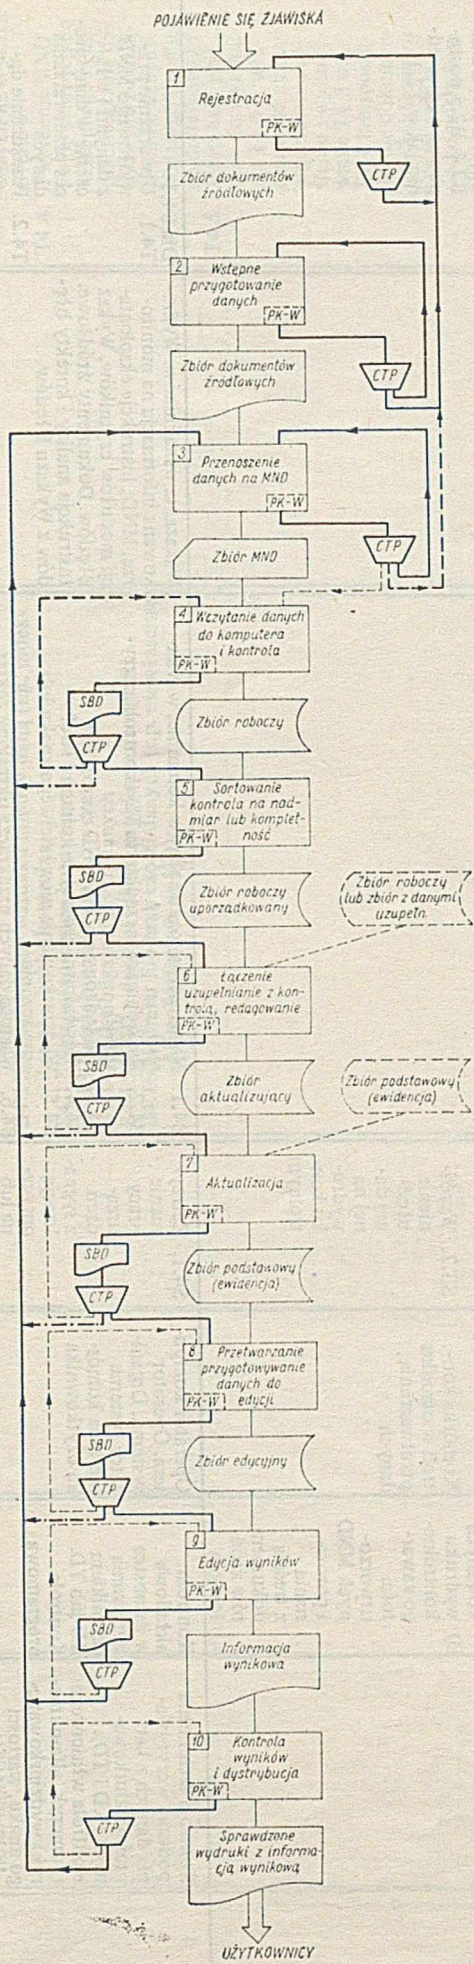 POJAWIENIE SIĘ ZJAWISKA
1
Rejestracja
PK-W
CTP
Zbiór dokumentów
źródłowych
2
Wstępne
przygotowanie
danych
PK-W
CTP
Zbiór dokumentów
źródłowych
3
Przenoszenie
danych na MND
PK-W
CTP
Zbiór MND
4
Wczytanie danych
do komputera
i kontrola
PK-W
SBD
CTP
Zbiór roboczy
5
Sortowanie
kontrola na nad-
miar lub komplet-
ność
PK-W
SBD
CTP
Zbiór roboczy
uporządkowany
Zbiór roboczy
lub zbiór z danymi
uzupełn.
6
Łączenie
uzupełnianie z kon-
trolą, redagowanie
PK-W
SBD
CTP
Zbiór
aktualizujący
Zbiór podstawowy
(ewidencja)
7
Aktualizacja
PK-W
SBD
CTP
Zbiór podstawowy
(ewidencja)
8
Przetwarzanie
przygotowywanie
danych do
edycji
PK-W
SBD
CTP
Zbiór edycyjny
9
Edycja wyników
PK-W
SBD
CTP
Informacja
wynikowa
10
Kontrola
wyników
i dystrybucja
PK-W
CTP
Sprawdzone
wydruki z informa-
cją wynikową
UŻYTKOWNICY